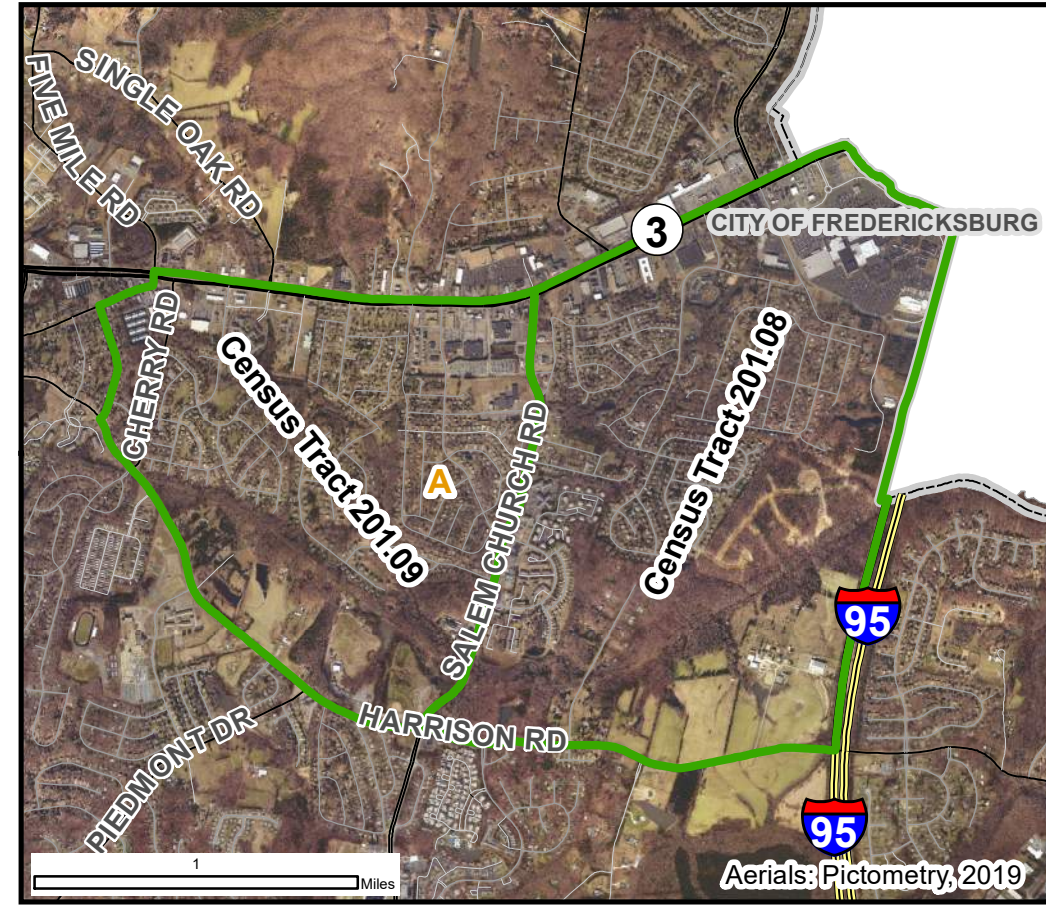 SINGLE OAK RD
FIVE MILE RD
3
CITY OF FREDERICKSBURG
CHERRY RD
Census Tract 201.09
Census Tract 201.08
A
SALEM CHURCH RD
95
HARRISON RD
PIEDMONT DR
95
1
Miles
Aerials: Pictometry, 2019